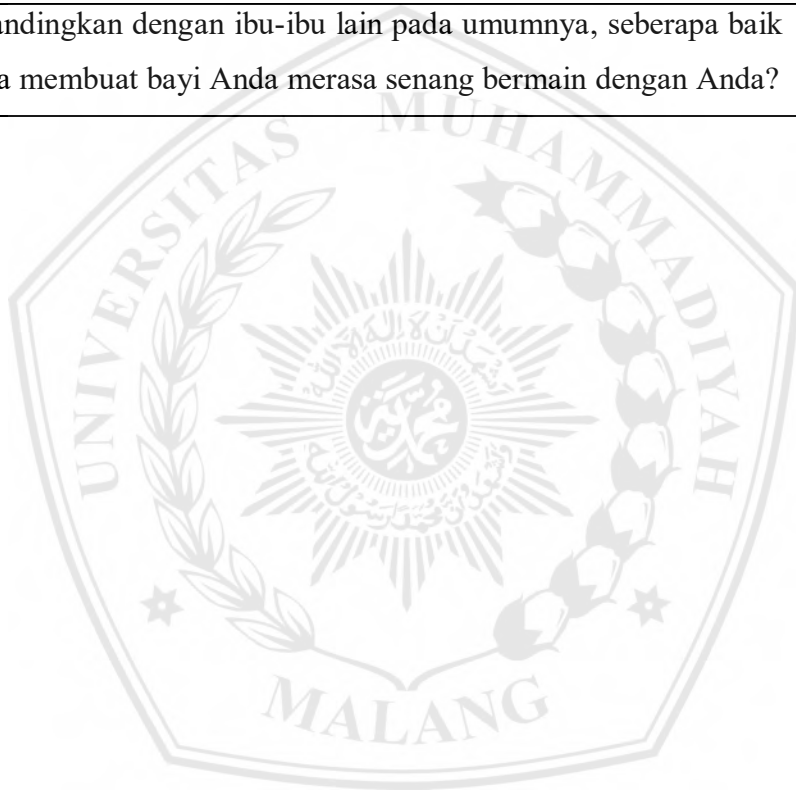 andingkan dengan ibu-ibu lain pada umumnya, seberapa baik
a membuat bayi Anda merasa senang bermain dengan Anda?
UNIVERSITAS MUHAMMADIYAH
MALANG